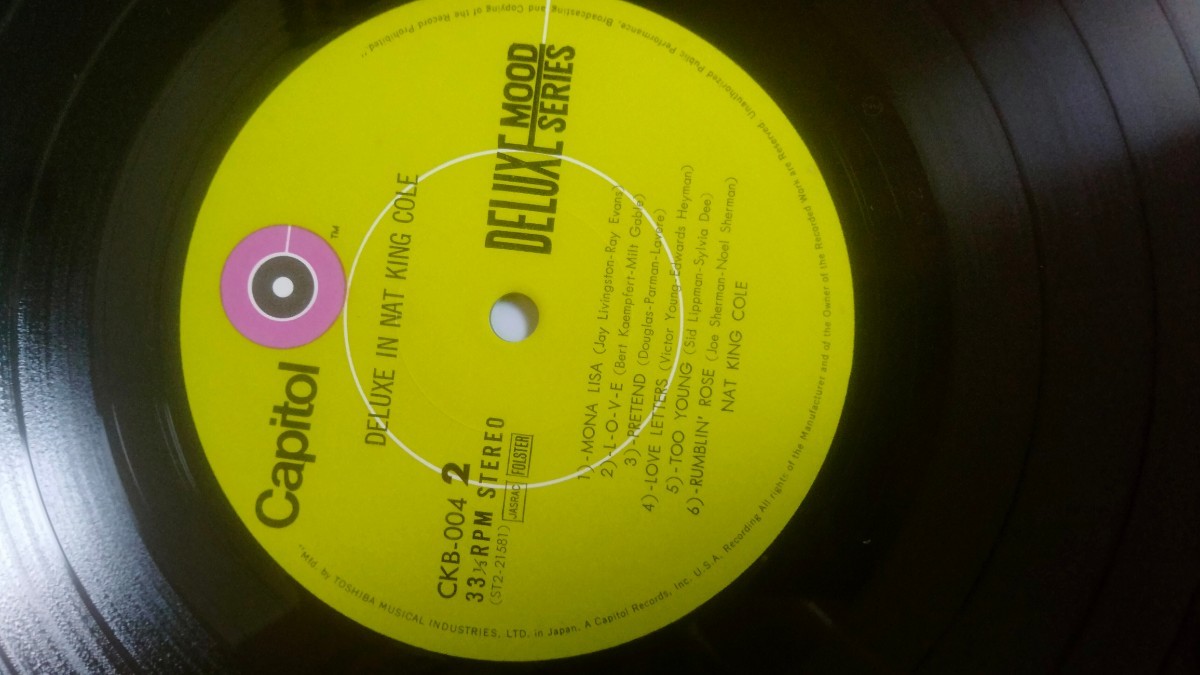 Capitol
TM
DELUXE IN NAT KING COLE
DELUXE MOOD SERIES
CKB-004 2
33⅓RPM STEREO
(ST2-21581)
JASRAC FOLSTER
1)-MONA LISA (Jay Livingston-Ray Evans)
2)-L-O-V-E (Bert Kaempfort-Milt Gable)
3)-PRETEND (Douglas-Parman-Lavere)
4)-LOVE LETTERS (Victor Young-Edwards Heyman)
5)-TOO YOUNG (Sid Lippman-Sylvia Dee)
6)-RUMBLIN' ROSE (Joe Sherman-Noel Sherman)
NAT KING COLE
"Mfd. by TOSHIBA MUSICAL INDUSTRIES, LTD. in Japan. A Capitol Records, Inc. U.S.A. Recording All rights of the Manufacturer and of the Owner of the Recorded Work are Reserved. Unauthorized Public Performance, Broadcasting and Copying of the Record Prohibited"